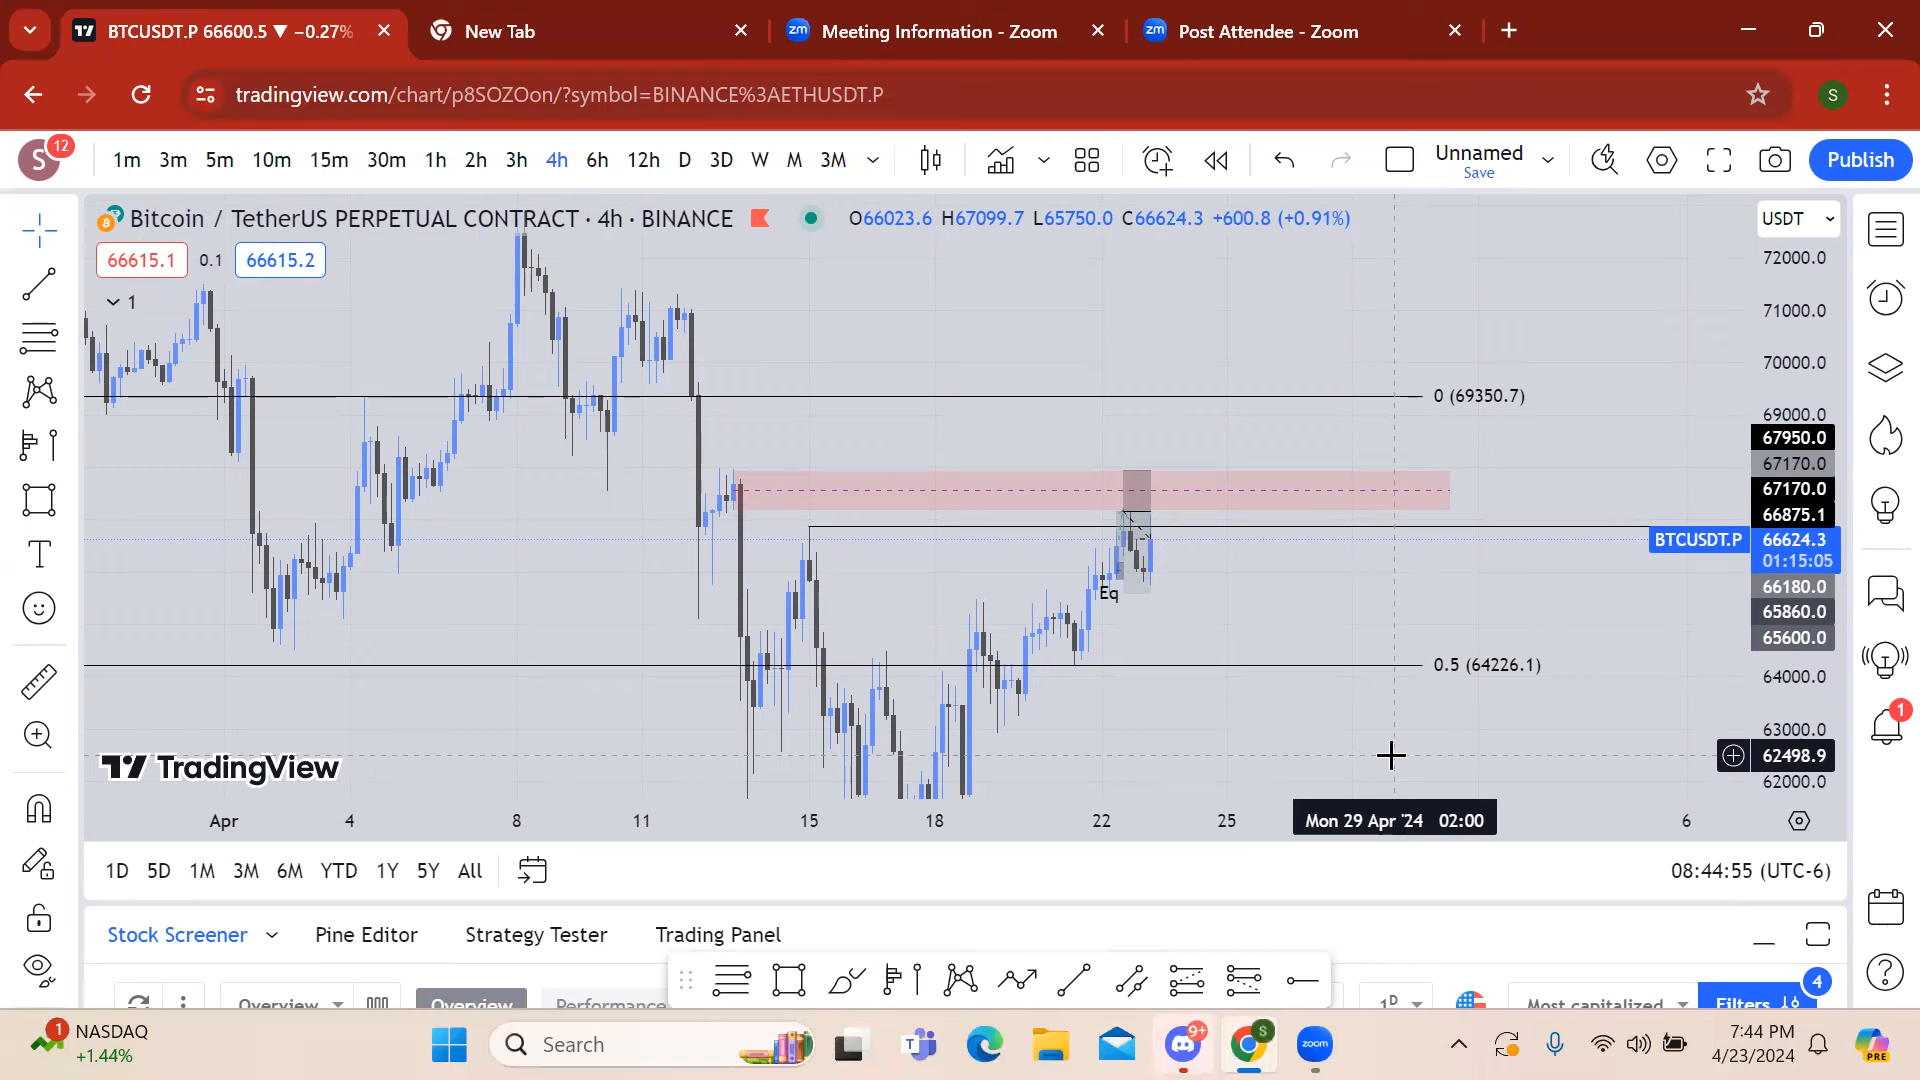 BTCUSDT.P 66600.5 ▼ −0.27%
New Tab
Meeting Information - Zoom
Post Attendee - Zoom
tradingview.com/chart/p8SOZOon/?symbol=BINANCE%3AETHUSDT.P
S
S 12
1m 3m 5m 10m 15m 30m 1h 2h 3h 4h 6h 12h D 3D W M 3M
Unnamed
Save
Publish
Bitcoin / TetherUS PERPETUAL CONTRACT · 4h · BINANCE
O66023.6 H67099.7 L65750.0 C66624.3 +600.8 (+0.91%)
USDT
66615.1 0.1 66615.2
1
72000.0
71000.0
70000.0
0 (69350.7)
69000.0
67950.0
67170.0
67170.0
66875.1
BTCUSDT.P 66624.3
01:15:05
66180.0
Eq
65860.0
65600.0
0.5 (64226.1)
64000.0
63000.0
62498.9
62000.0
TradingView
Apr 4 8 11 15 18 22 25 Mon 29 Apr '24 02:00 6
1D 5D 1M 3M 6M YTD 1Y 5Y All
08:44:55 (UTC-6)
1
Stock Screener Pine Editor Strategy Tester Trading Panel
Overview Overview Performance
1D
Most capitalized
Filters
4
1
NASDAQ
+1.44%
Search
9+
S
zoom
7:44 PM
4/23/2024
PRE